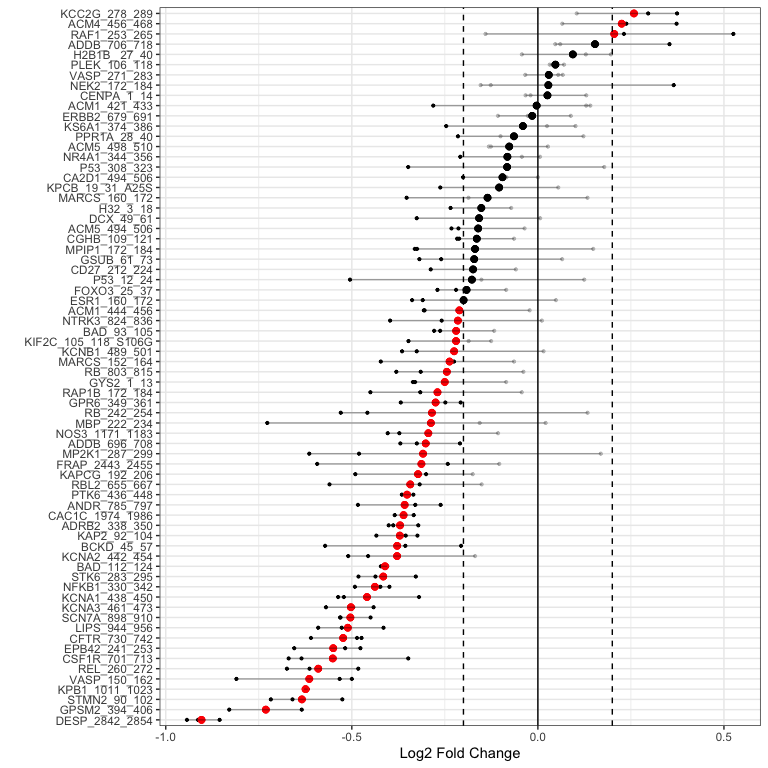 KCC2G_278_289
ACM4_456_468
RAF1_253_265
ADDB_706_718
H2B1B_27_40
PLEK_106_118
VASP_271_283
NEK2_172_184
CENPA_1_14
ACM1_421_433
ERBB2_679_691
KS6A1_374_386
PPR1A_28_40
ACM5_498_510
NR4A1_344_356
P53_308_323
CA2D1_494_506
KPCB_19_31_A25S
MARCS_160_172
H32_3_18
DCX_49_61
ACM5_494_506
CGHB_109_121
MPIP1_172_184
GSUB_61_73
CD27_212_224
P53_12_24
FOXO3_25_37
ESR1_160_172
ACM1_444_456
NTRK3_824_836
BAD_93_105
KIF2C_105_118_S106G
KCNB1_489_501
MARCS_152_164
RB_803_815
GYS2_1_13
RAP1B_172_184
GPR6_349_361
RB_242_254
MBP_222_234
NOS3_1171_1183
ADDB_696_708
MP2K1_287_299
FRAP_2443_2455
KAPCG_192_206
RBL2_655_667
PTK6_436_448
ANDR_785_797
CAC1C_1974_1986
ADRB2_338_350
KAP2_92_104
BCKD_45_57
KCNA2_442_454
BAD_112_124
STK6_283_295
NFKB1_330_342
KCNA1_438_450
KCNA3_461_473
SCN7A_898_910
LIPS_944_956
CFTR_730_742
EPB42_241_253
CSF1R_701_713
REL_260_272
VASP_150_162
KPB1_1011_1023
STMN2_90_102
GPSM2_394_406
DESP_2842_2854
-1.0 -0.5 0.0 0.5
Log2 Fold Change